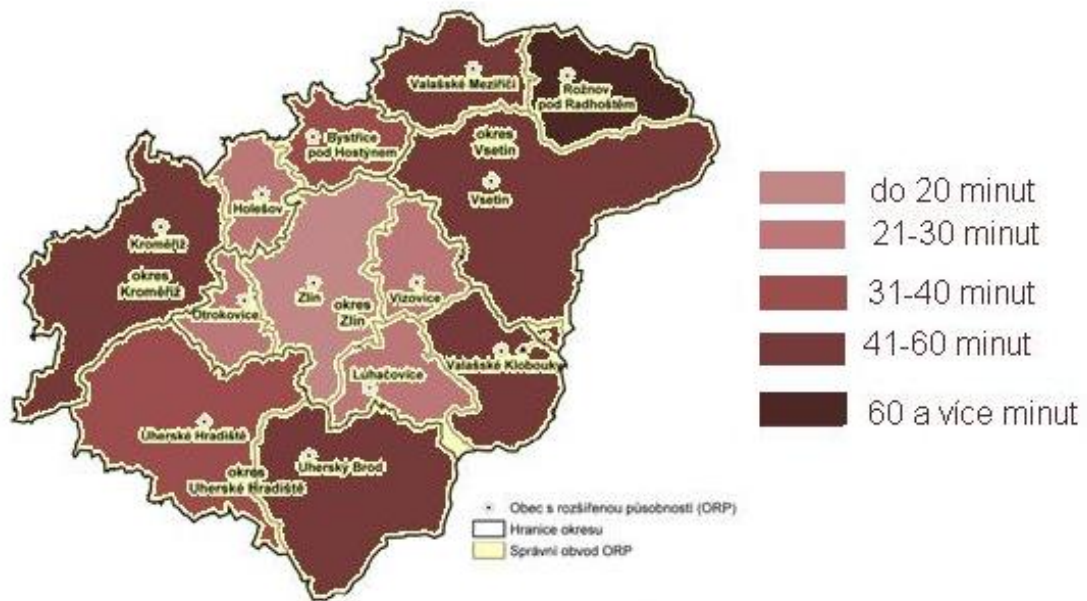 Valašské Meziříčí
Rožnov
pod Radhoštěm
Bystřice
pod Hostýnem
okres
Vsetín
Vsetín
Holešov
Kroměříž
okres
Kroměříž
Otrokovice
Zlín
okres
Zlín
Vizovice
Valašské Klobouky
Luhačovice
Uherské Hradiště
okres
Uherské Hradiště
Uherský Brod
do 20 minut
21-30 minut
31-40 minut
41-60 minut
60 a více minut
Obec s rozšířenou působností (ORP)
Hranice okresu
Správní obvod ORP